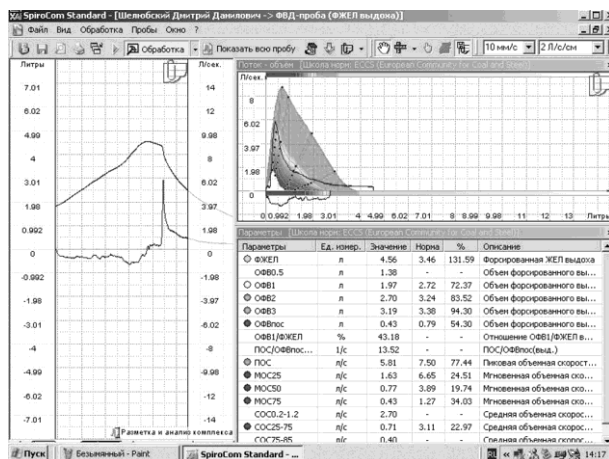 SpiroCom Standard - [Шелюбский Дмитрий Данилович -> ФВД-проба (ФЖЕЛ выдоха)]
Файл Вид Обработка Пробы Окно ?
Обработка Показать всю пробу 10 мм/с 2 Л/с/см
Литры Л/сек.
7.01 14
6.02 12
4.99 9.98
4 8
3.01 6.02
1.98 3.97
0.992 1.98
0 0
-0.992 -1.98
-1.98 -3.97
-3.01 -6.02
-4 -8
-4.99 -9.98
-6.02 -12
-7.01 -14
Разметка и анализ комплекса
Поток - объём [Школа норм: ECCS (European Community for Coal and Steel)]
Л/сек.
8
6.02
3.97
1.98
0
0 0.992 1.98 3.01 4 4.99 6.02 7.01 8 8.99 9.98 11 12 13 Литры
Параметры [Школа норм: ECCS (European Community for Coal and Steel)]
Параметры Ед. измер. Значение Норма % Описание
ФЖЕЛ л 4.56 3.46 131.59 Форсированная ЖЕЛ выдоха
ОФВ0.5 л 1.38 - - Объем форсированного вы...
ОФВ1 л 1.97 2.72 72.37 Объем форсированного вы...
ОФВ2 л 2.70 3.24 83.52 Объем форсированного вы...
ОФВ3 л 3.19 3.38 94.30 Объем форсированного вы...
ОФВпос л 0.43 0.79 54.30 Объем форсированного вы...
ОФВ1/ФЖЕЛ % 43.18 - - Отношение ОФВ1/ФЖЕЛ в...
ПОС/ОФВпос... 1/с 13.52 - - ПОС/ОФВпос(выд.)
ПОС л/с 5.81 7.50 77.44 Пиковая объемная скорост...
МОС25 л/с 1.63 6.65 24.51 Мгновенная объемная ско...
МОС50 л/с 0.77 3.89 19.74 Мгновенная объемная ско...
МОС75 л/с 0.43 1.27 34.03 Мгновенная объемная ско...
СОС0.2-1.2 л/с 2.70 - - Средняя объемная скорос...
СОС25-75 л/с 0.71 3.11 22.97 Средняя объемная скорос...
СОС75-85 л/с 0.40 - - Средняя объемная скорос...
Пуск Безымянный - Paint SpiroCom Standard - ... 14:17